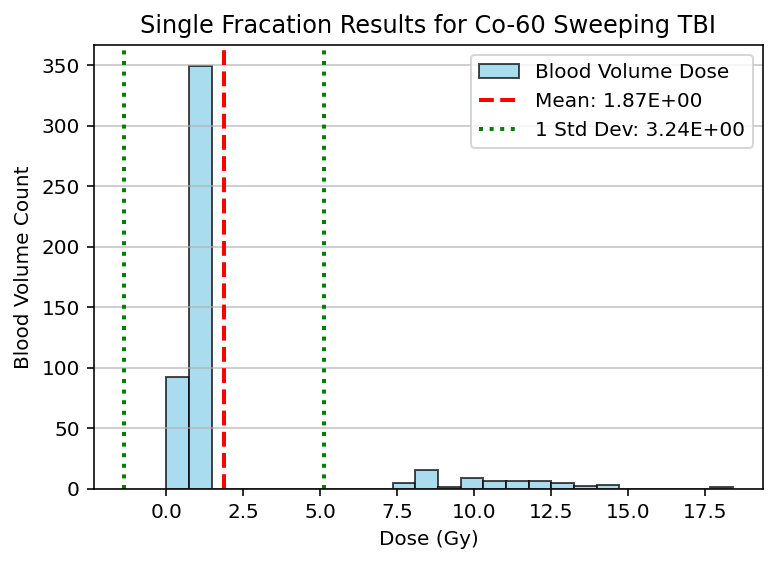 Single Fracation Results for Co-60 Sweeping TBI
Blood Volume Dose
Mean: 1.87E+00
1 Std Dev: 3.24E+00
Blood Volume Count
350
300
250
200
150
100
50
0
0.0 2.5 5.0 7.5 10.0 12.5 15.0 17.5
Dose (Gy)